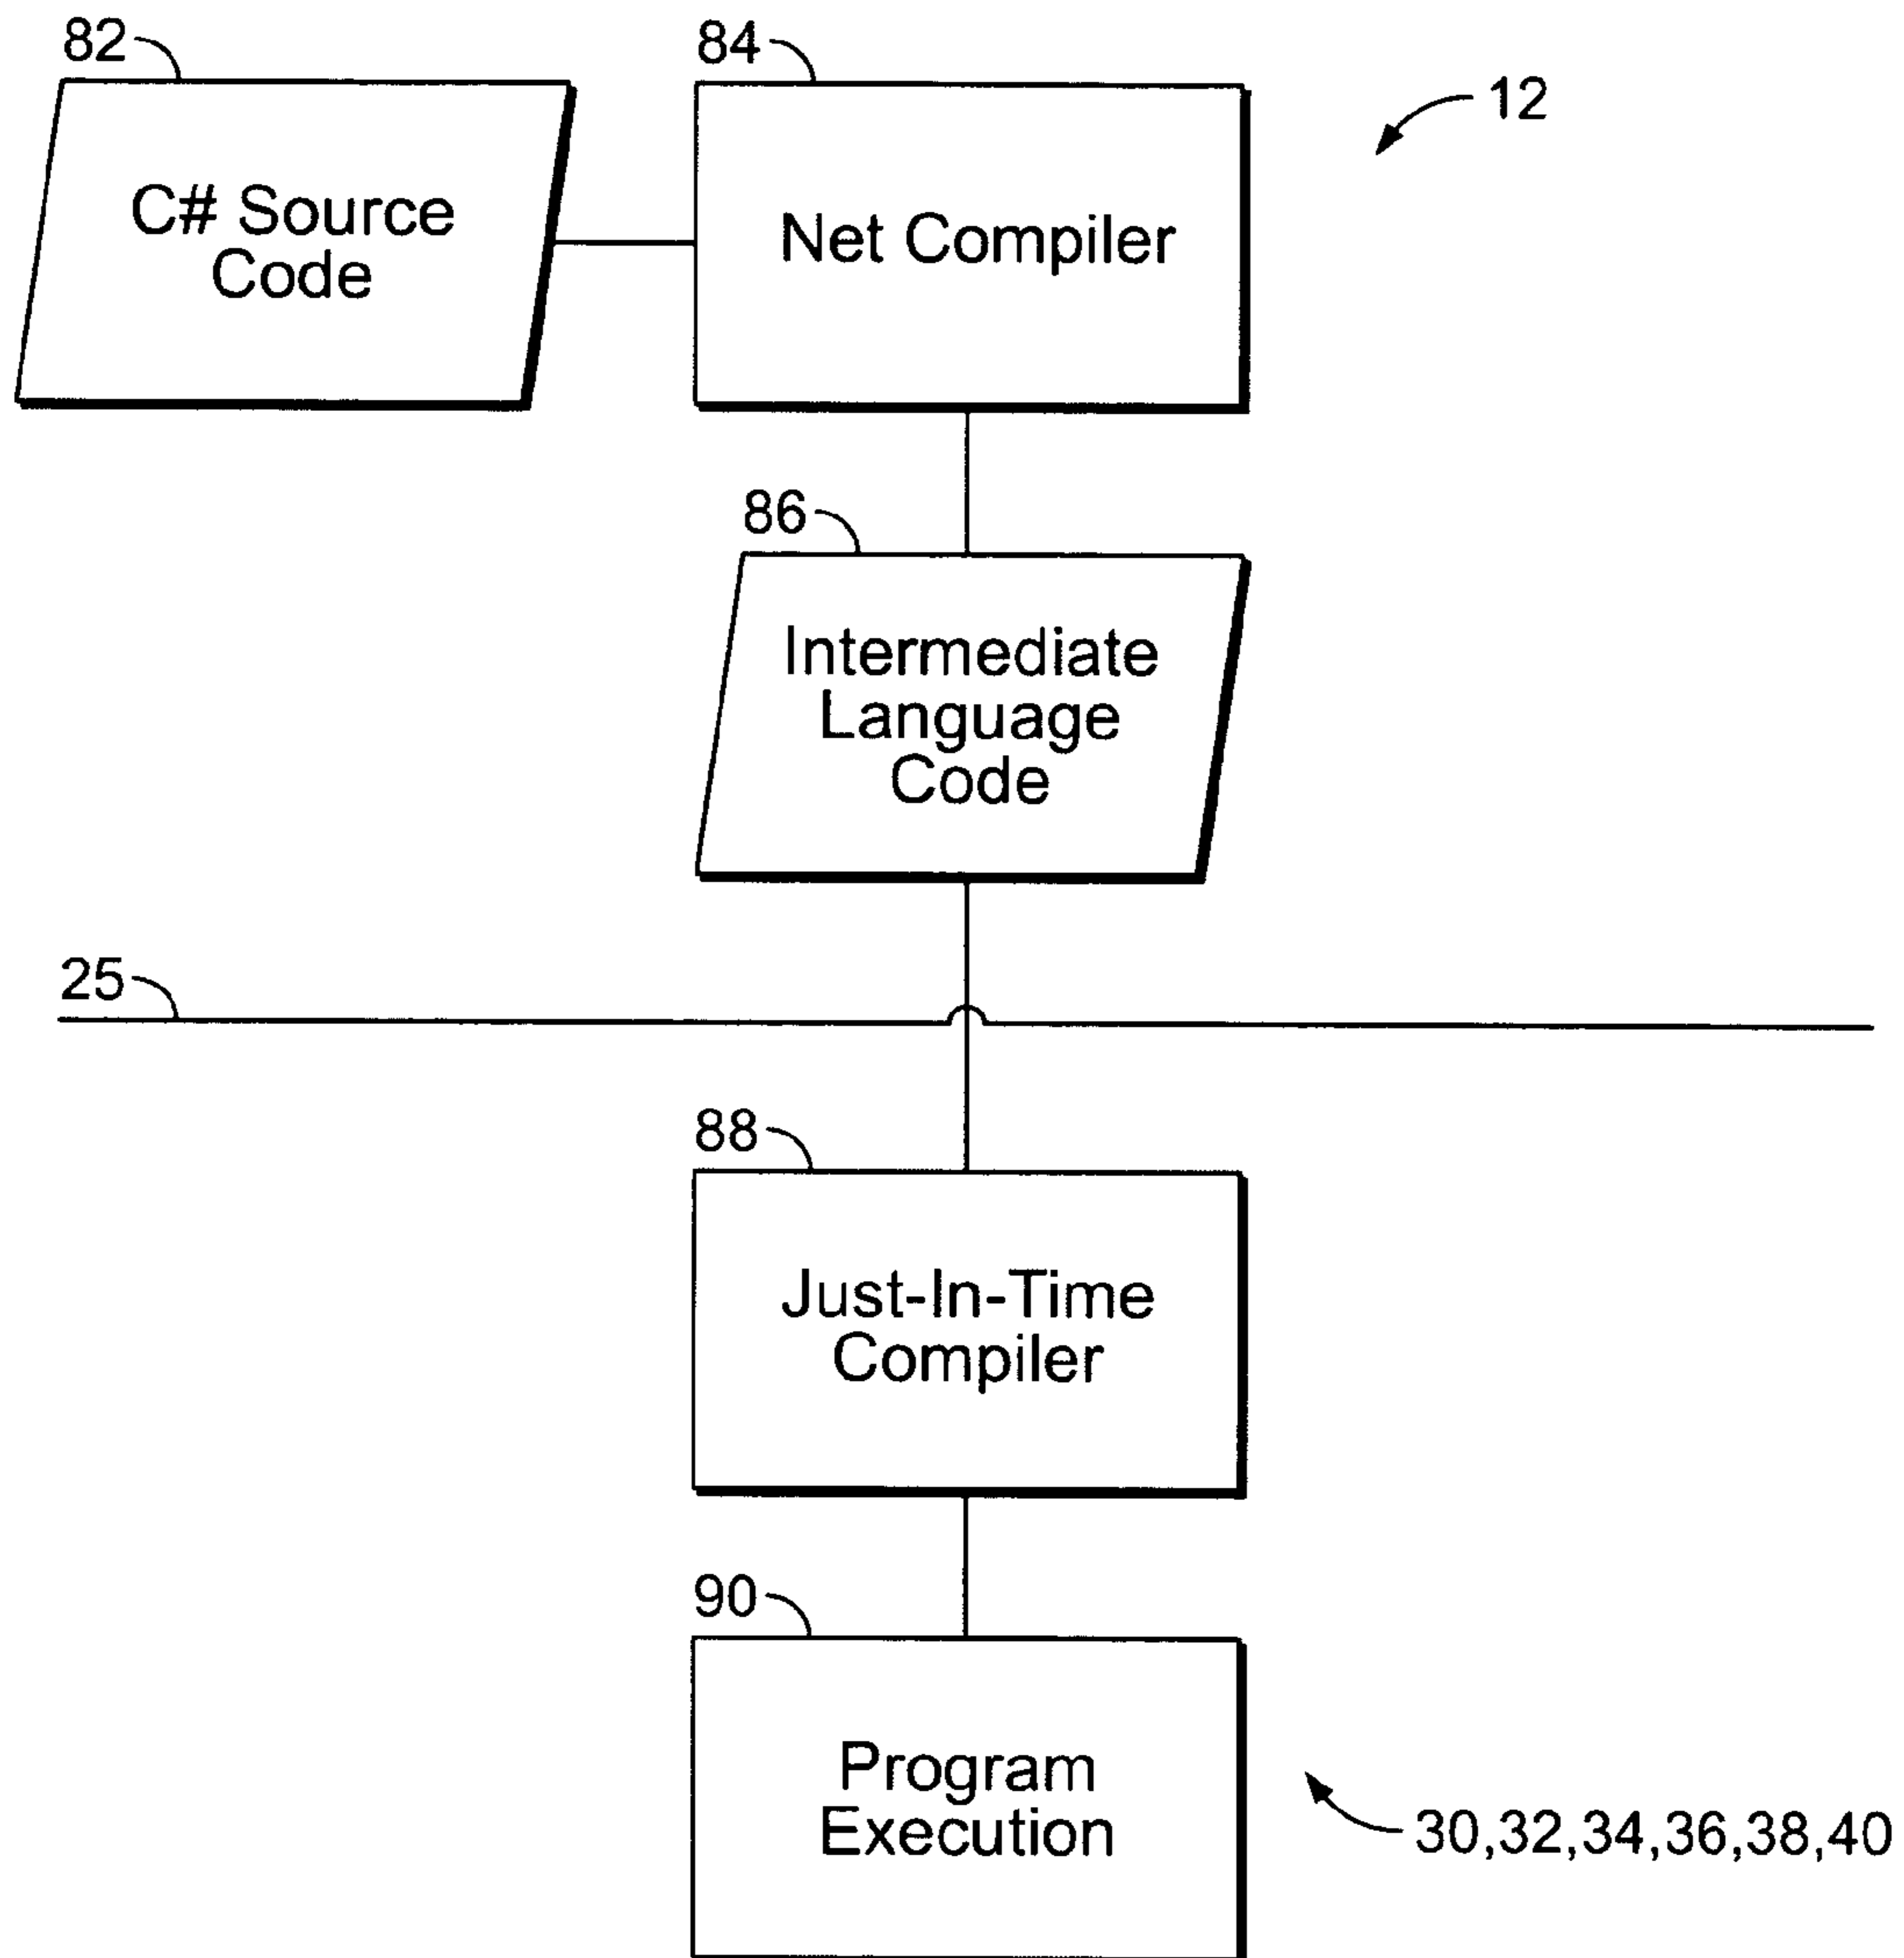 82
84
12
C# Source
Code
Net Compiler
86
Intermediate
Language
Code
25
88
Just-In-Time
Compiler
90
Program
Execution
30,32,34,36,38,40